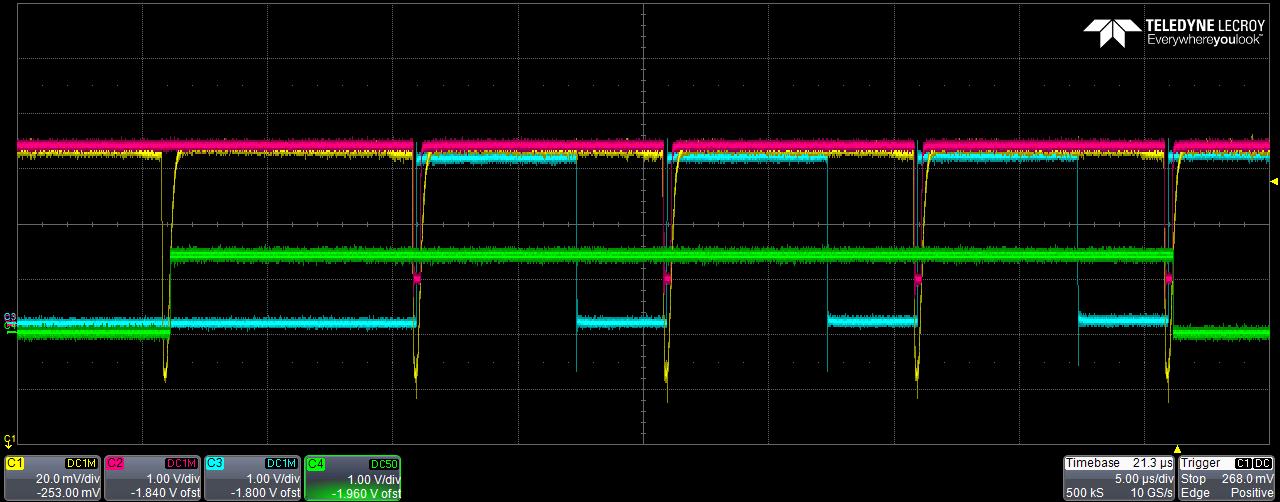 TELEDYNE LECROY
Everywhereyoulook™
C3
C1
C1 DC1M
20.0 mV/div
-253.00 mV
C2 DC1M
1.00 V/div
-1.840 V ofst
C3 DC1M
1.00 V/div
-1.800 V ofst
C4 DC50
1.00 V/div
-1.960 V ofst
Timebase 21.3 µs
5.00 µs/div
500 kS 10 GS/s
Trigger C1 DC
Stop 268.0 mV
Edge Positive